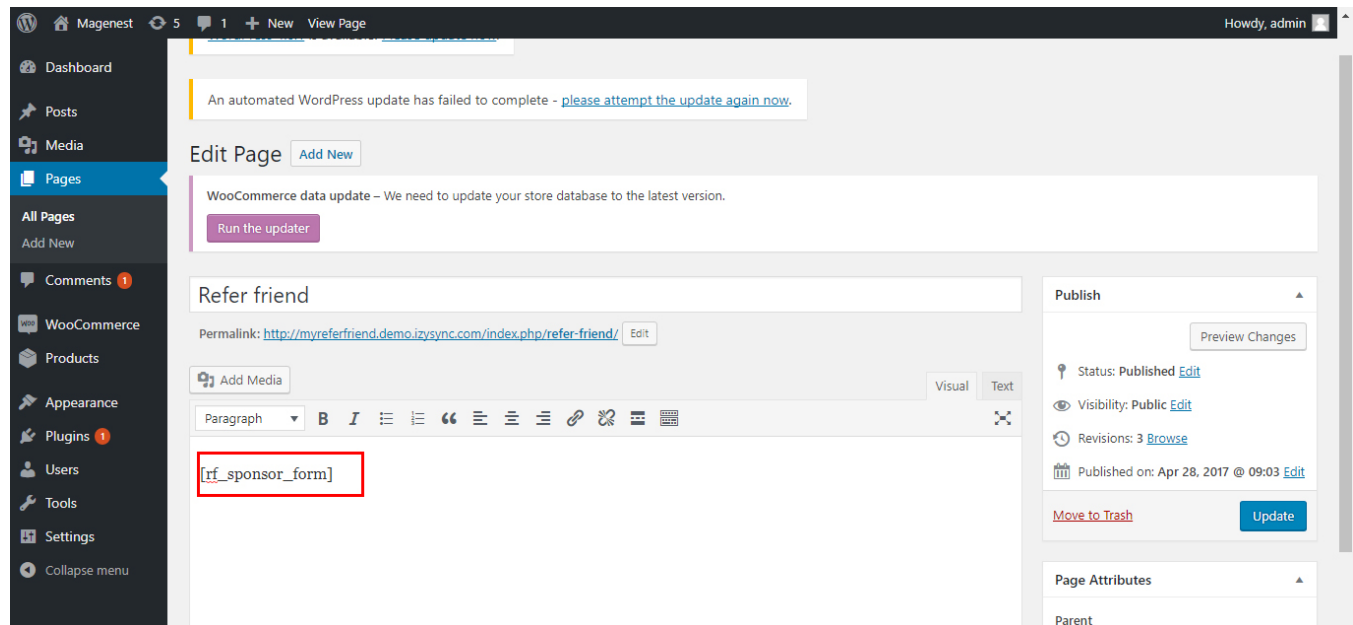 Magenest 5 1 New View Page Howdy, admin
Dashboard
Posts
Media
Pages
All Pages
Add New
Comments 1
WOO WooCommerce
Products
Appearance
Plugins 1
Users
Tools
Settings
Collapse menu
An automated WordPress update has failed to complete - please attempt the update again now.
Edit Page Add New
WooCommerce data update – We need to update your store database to the latest version.
Run the updater
Refer friend
Permalink: http://myreferfriend.demo.izysync.com/index.php/refer-friend/ Edit
Add Media
Visual Text
Paragraph B I
[rf_sponsor_form]
Publish
Preview Changes
Status: Published Edit
Visibility: Public Edit
Revisions: 3 Browse
Published on: Apr 28, 2017 @ 09:03 Edit
Move to Trash Update
Page Attributes
Parent